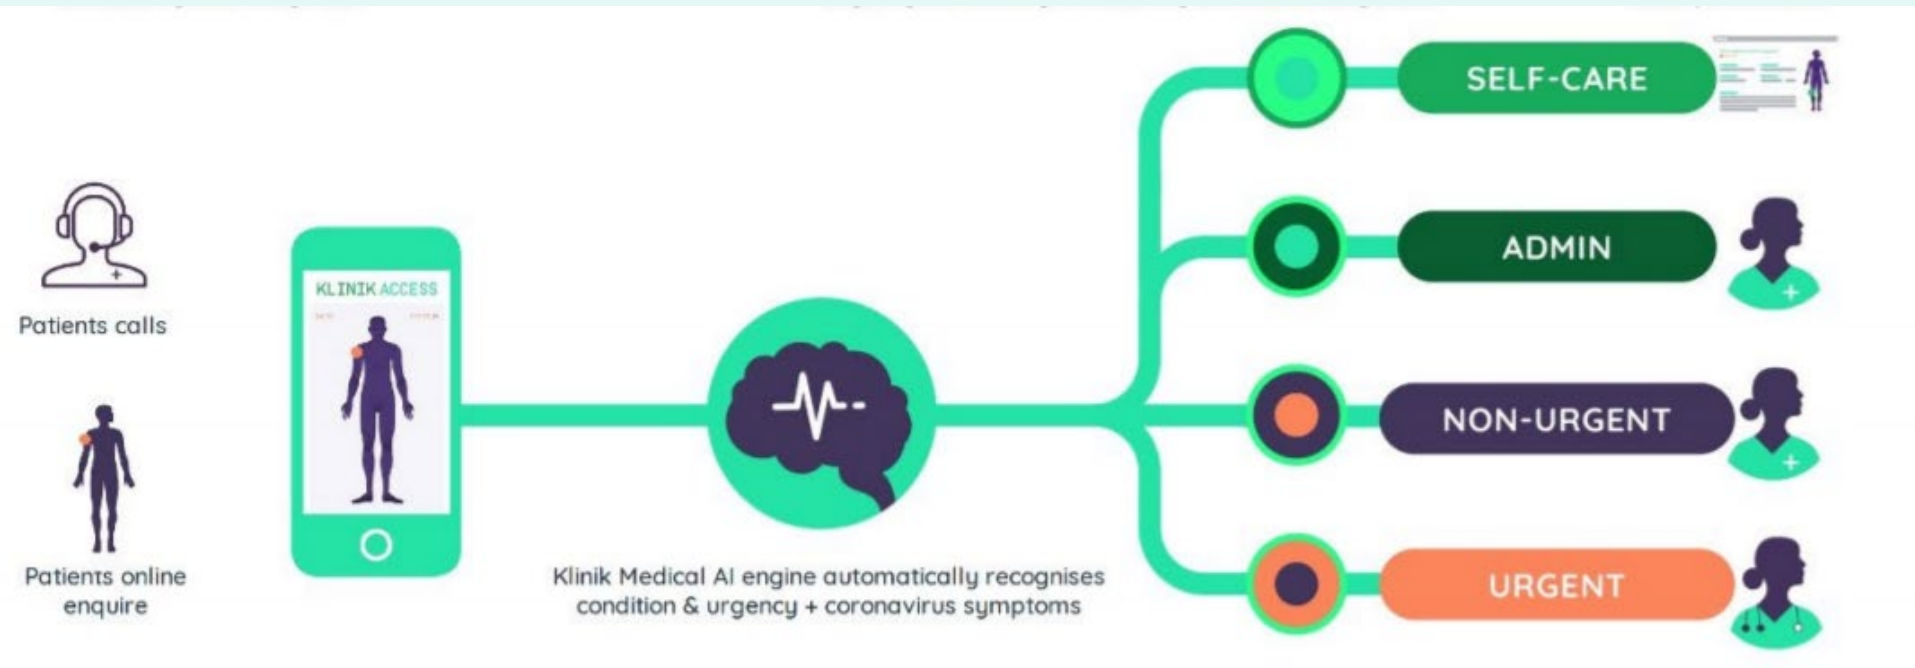 Patients calls
Patients online
enquire
KLINIK ACCESS
Klinik Medical AI engine automatically recognises
condition & urgency + coronavirus symptoms
SELF-CARE
ADMIN
NON-URGENT
URGENT